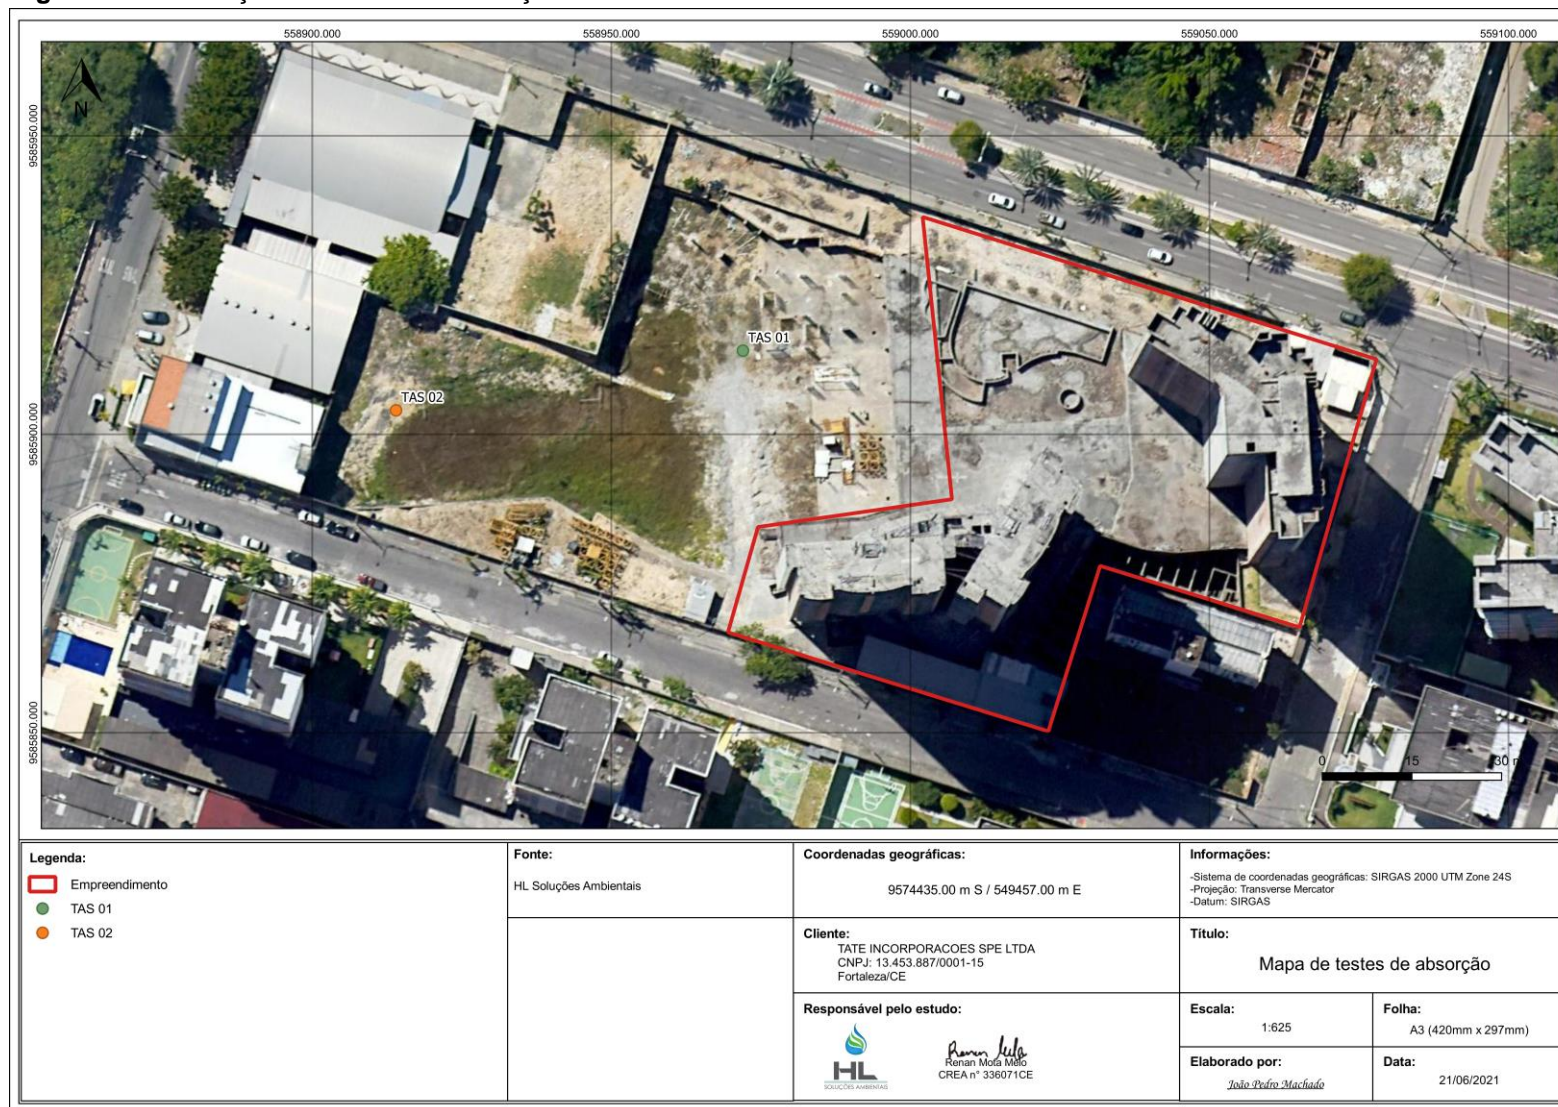 558900.000
558950.000
559000.000
559050.000
559100.000
9585950.000
9585900.000
9585850.000
N
TAS 01
TAS 02
0 15 30 m
Legenda:
Empreendimento
TAS 01
TAS 02
Fonte:
HL Soluções Ambientais
Coordenadas geográficas:
9574435.00 m S / 549457.00 m E
Cliente:
TATE INCORPORACOES SPE LTDA
CNPJ: 13.453.887/0001-15
Fortaleza/CE
Responsável pelo estudo:
HL
SOLUÇÕES AMBIENTAIS
Renan Mota Melo
CREA n° 336071CE
Informações:
-Sistema de coordenadas geográficas: SIRGAS 2000 UTM Zone 24S
-Projeção: Transverse Mercator
-Datum: SIRGAS
Título:
Mapa de testes de absorção
Escala:
1:625
Folha:
A3 (420mm x 297mm)
Elaborado por:
João Pedro Machado
Data:
21/06/2021